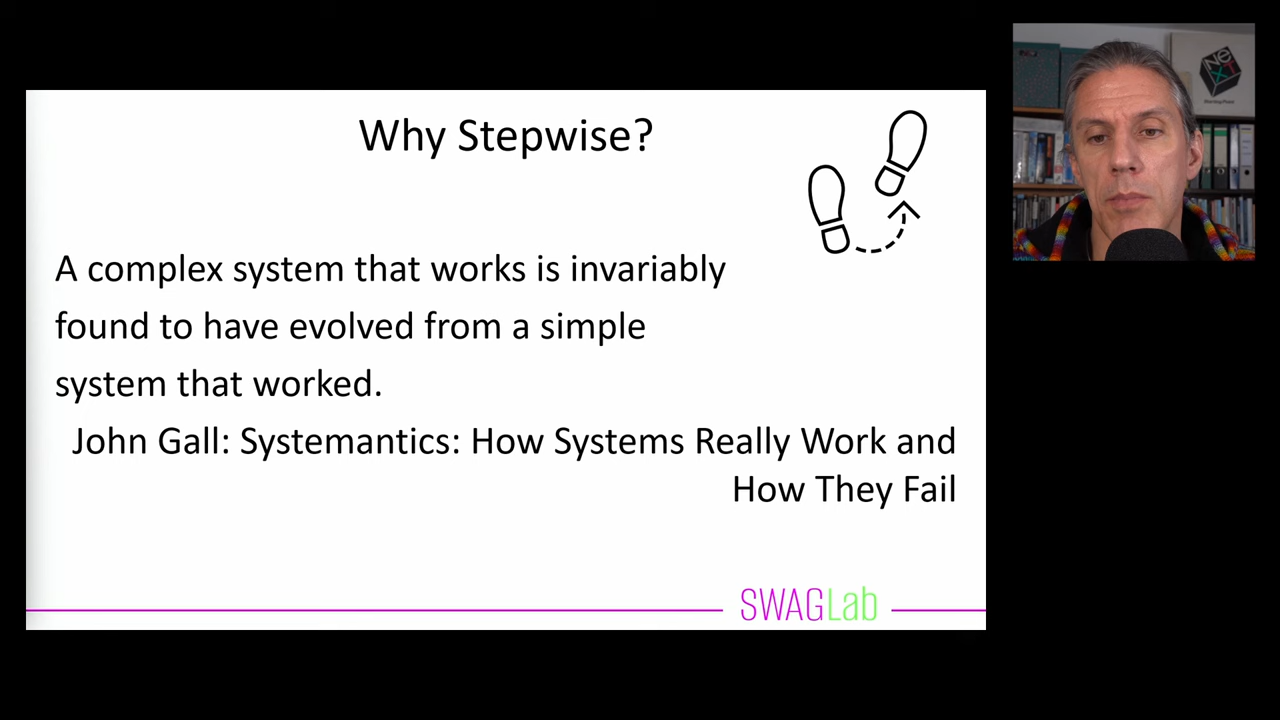 Why Stepwise?
A complex system that works is invariably
found to have evolved from a simple
system that worked.
John Gall: Systemantics: How Systems Really Work and
How They Fail
SWAGLab
NeXT